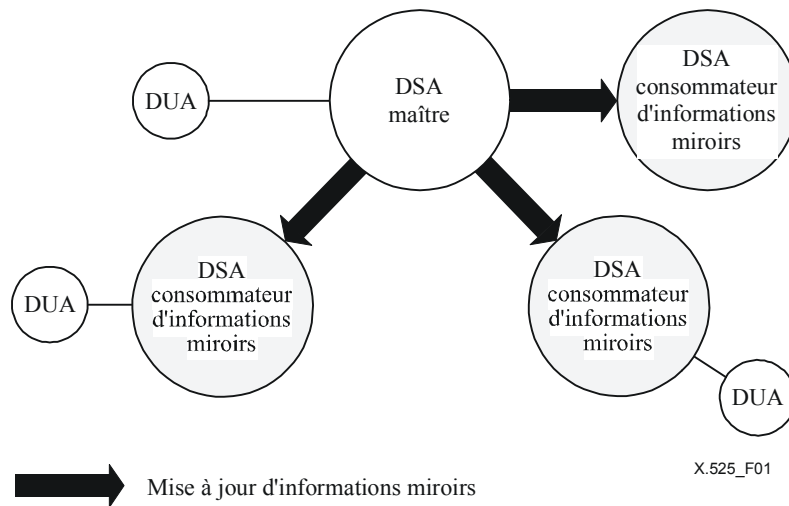 DUA
DSA
maître
DSA
consommateur
d'informations
miroirs
DUA
DSA
consommateur
d'informations
miroirs
DSA
consommateur
d'informations
miroirs
DUA
X.525_F01
Mise à jour d'informations miroirs